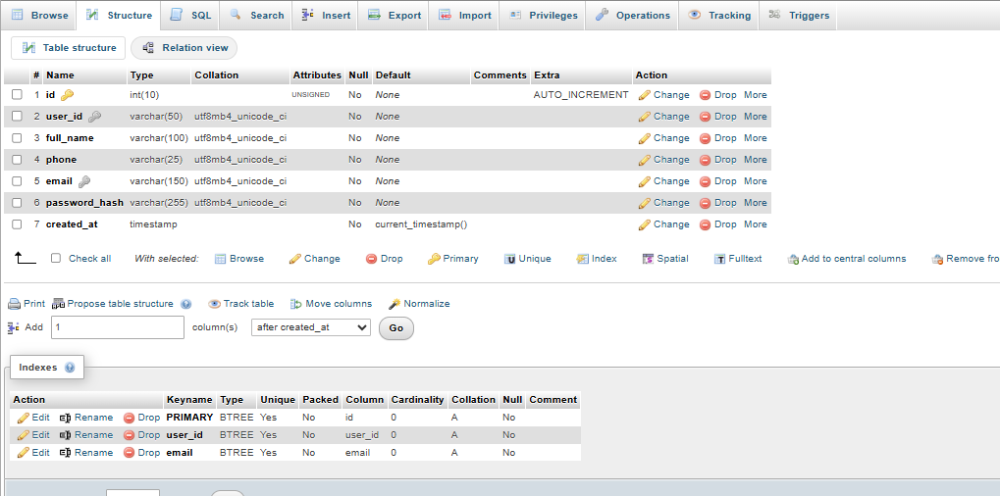 Browse Structure SQL Search Insert Export Import Privileges Operations Tracking Triggers
Table structure Relation view
# Name Type Collation Attributes Null Default Comments Extra Action
1 id int(10) UNSIGNED No None AUTO_INCREMENT Change Drop More
2 user_id varchar(50) utf8mb4_unicode_ci No None Change Drop More
3 full_name varchar(100) utf8mb4_unicode_ci No None Change Drop More
4 phone varchar(25) utf8mb4_unicode_ci No None Change Drop More
5 email varchar(150) utf8mb4_unicode_ci No None Change Drop More
6 password_hash varchar(255) utf8mb4_unicode_ci No None Change Drop More
7 created_at timestamp No current_timestamp() Change Drop More
Check all With selected: Browse Change Drop Primary Unique Index Spatial Fulltext Add to central columns Remove fro
Print Propose table structure Track table Move columns Normalize
Add 1 column(s) after created_at Go
Indexes
Action Keyname Type Unique Packed Column Cardinality Collation Null Comment
Edit Rename Drop PRIMARY BTREE Yes No id 0 A No
Edit Rename Drop user_id BTREE Yes No user_id 0 A No
Edit Rename Drop email BTREE Yes No email 0 A No